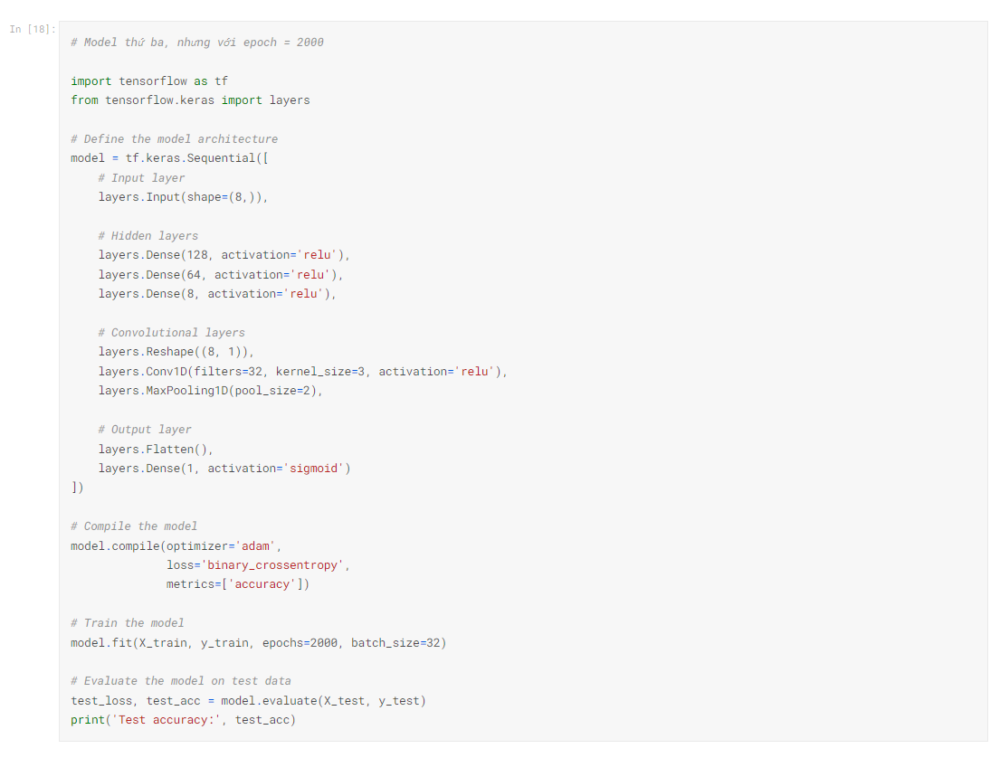 In [18]:
# Model thứ ba, nhưng với epoch = 2000
import tensorflow as tf
from tensorflow.keras import layers
# Define the model architecture
model = tf.keras.Sequential([
    # Input layer
    layers.Input(shape=(8,)),
    # Hidden layers
    layers.Dense(128, activation='relu'),
    layers.Dense(64, activation='relu'),
    layers.Dense(8, activation='relu'),
    # Convolutional layers
    layers.Reshape((8, 1)),
    layers.Conv1D(filters=32, kernel_size=3, activation='relu'),
    layers.MaxPooling1D(pool_size=2),
    # Output layer
    layers.Flatten(),
    layers.Dense(1, activation='sigmoid')
])
# Compile the model
model.compile(optimizer='adam',
              loss='binary_crossentropy',
              metrics=['accuracy'])
# Train the model
model.fit(X_train, y_train, epochs=2000, batch_size=32)
# Evaluate the model on test data
test_loss, test_acc = model.evaluate(X_test, y_test)
print('Test accuracy:', test_acc)